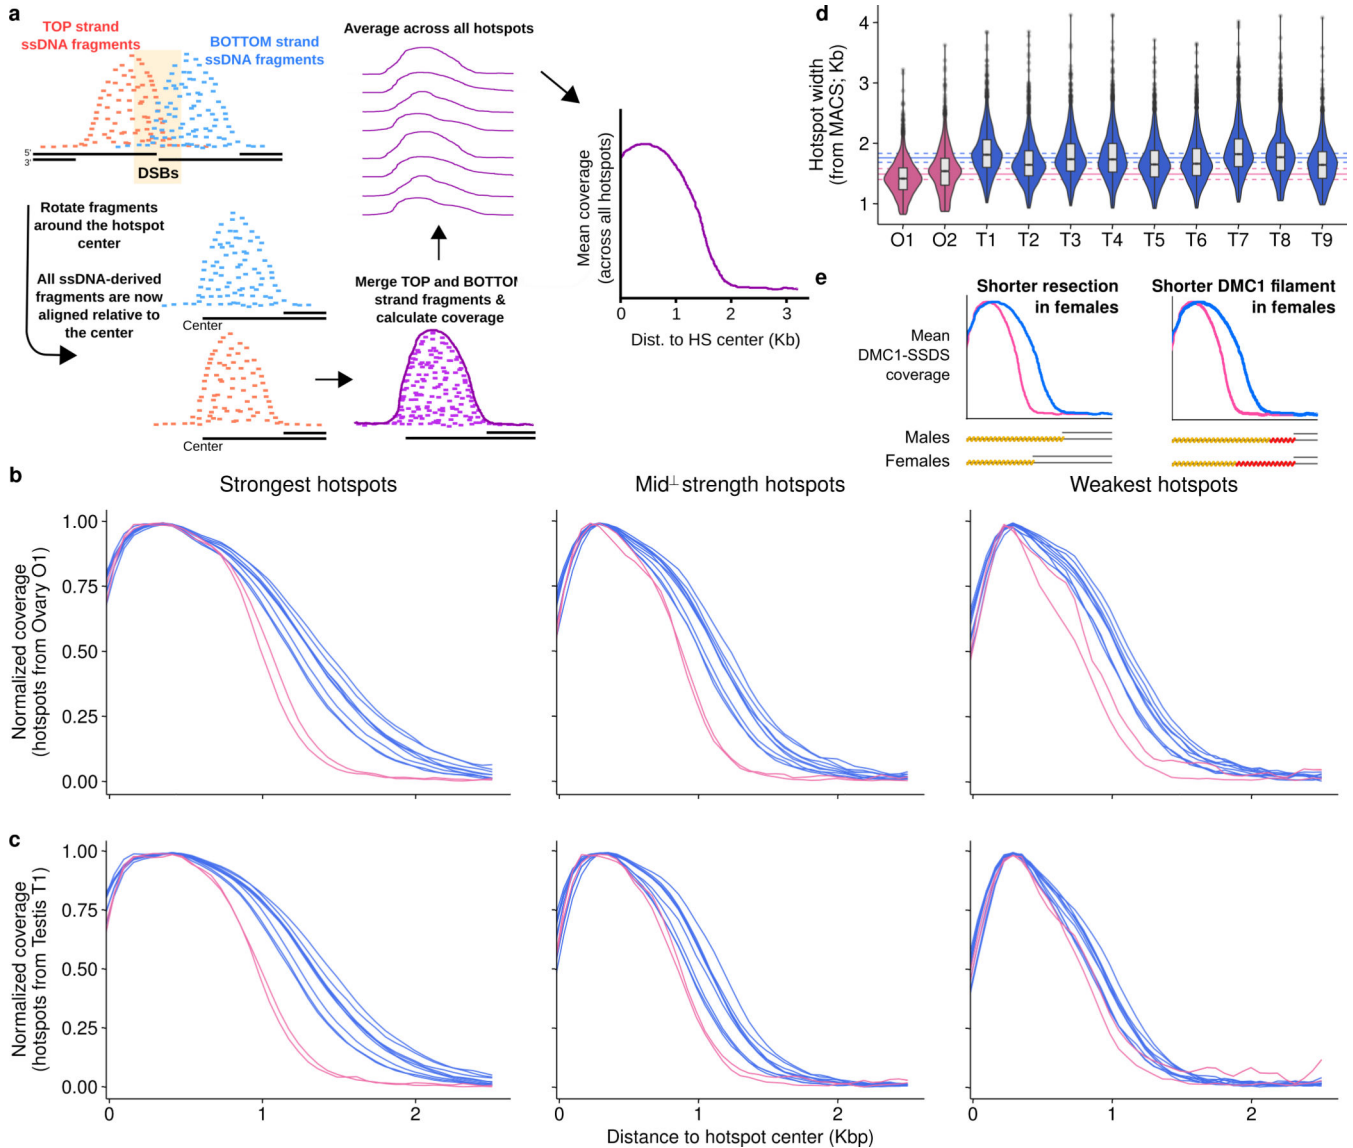 a
TOP strand
ssDNA fragments
BOTTOM strand
ssDNA fragments
5'
3'
DSBs
Rotate fragments
around the hotspot
center
All ssDNA-derived
fragments are now
aligned relative to
the center
Center
Center
Average across all hotspots
Merge TOP and BOTTOM
strand fragments &
calculate coverage
Mean coverage
(across all hotspots)
0 1 2 3
Dist. to HS center (Kb)
d
Hotspot width
(from MACS; Kb)
4
3
2
1
O1 O2 T1 T2 T3 T4 T5 T6 T7 T8 T9
e
Shorter resection
in females
Shorter DMC1 filament
in females
Mean
DMC1-SSDS
coverage
Males
Females
b
Strongest hotspots
Mid⊥ strength hotspots
Weakest hotspots
Normalized coverage
(hotspots from Ovary O1)
1.00
0.75
0.50
0.25
0.00
0 1 2
0 1 2
0 1 2
c
Normalized coverage
(hotspots from Testis T1)
1.00
0.75
0.50
0.25
0.00
Distance to hotspot center (Kbp)